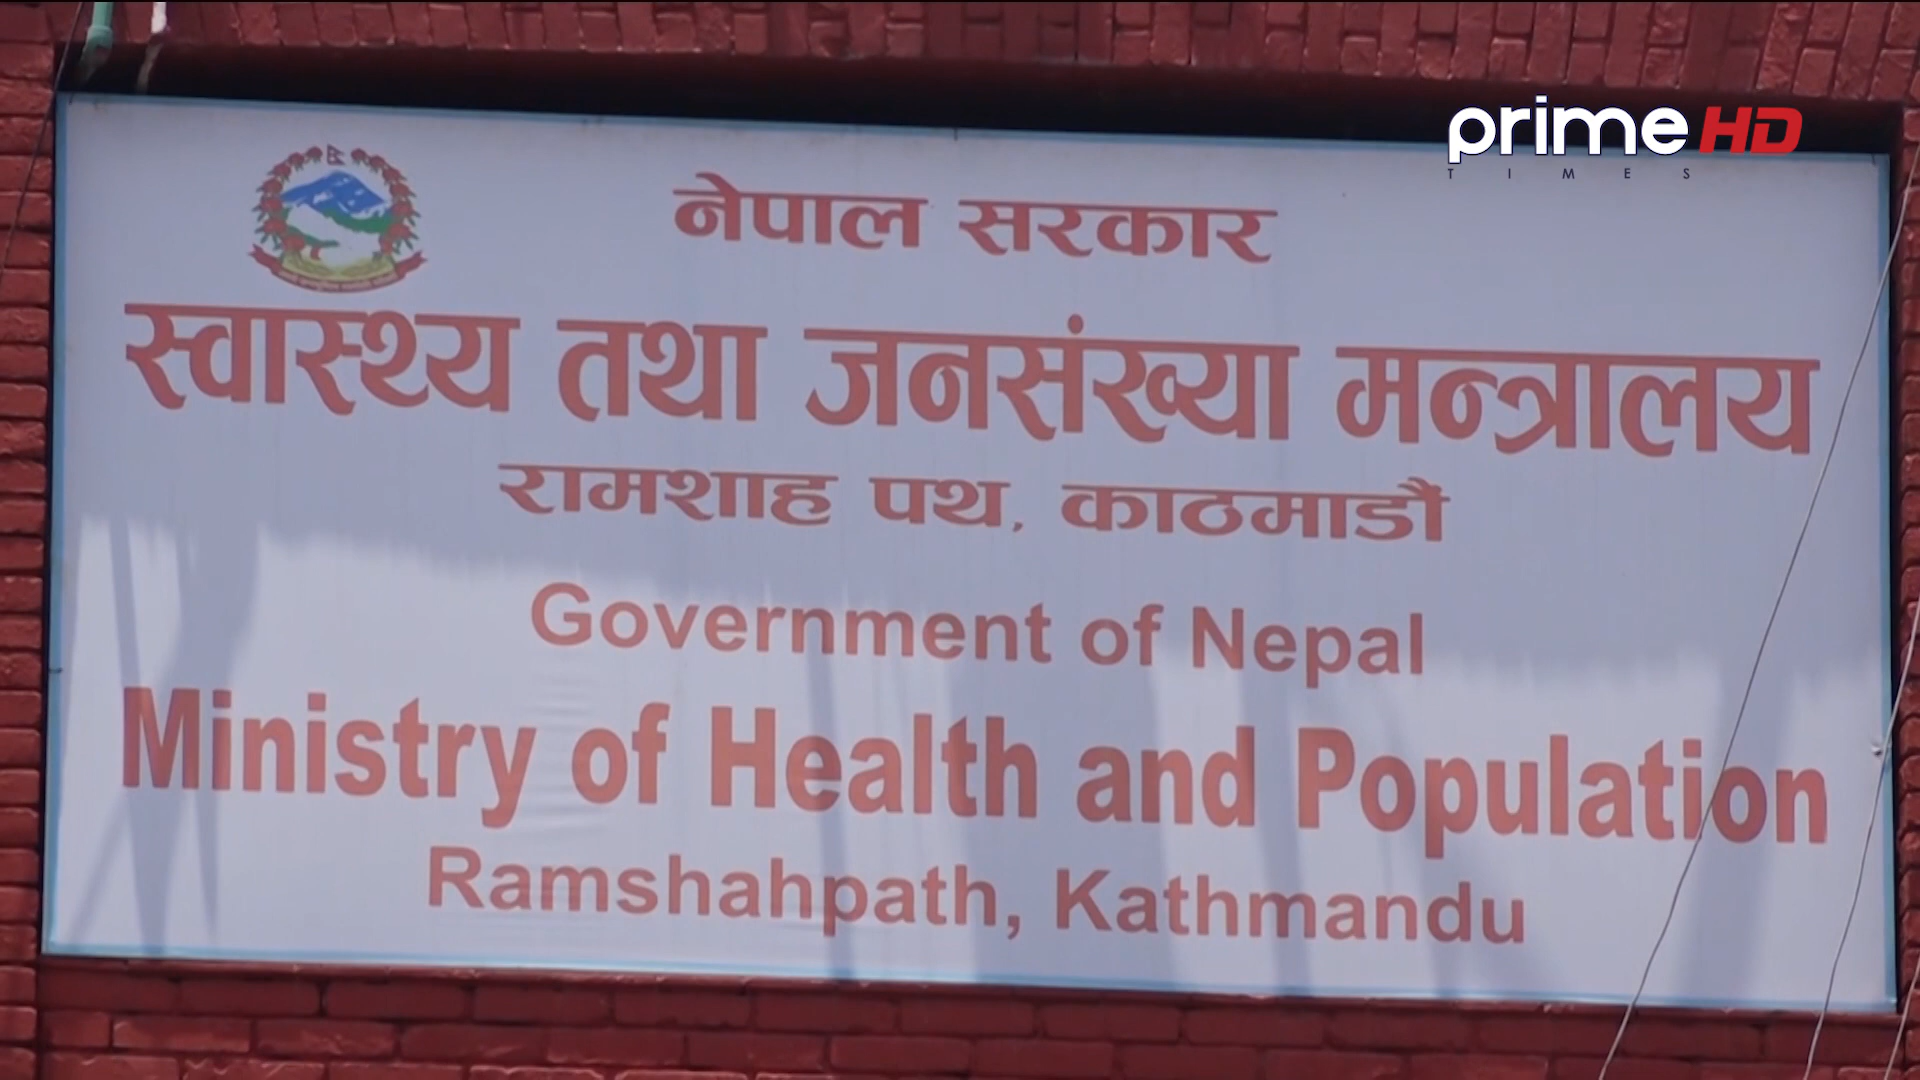 prime HD
TIMES
नेपाल सरकार
स्वास्थ्य तथा जनसंख्या मन्त्रालय
रामशाह पथ, काठमाडौं
Government of Nepal
Ministry of Health and Population
Ramshahpath, Kathmandu